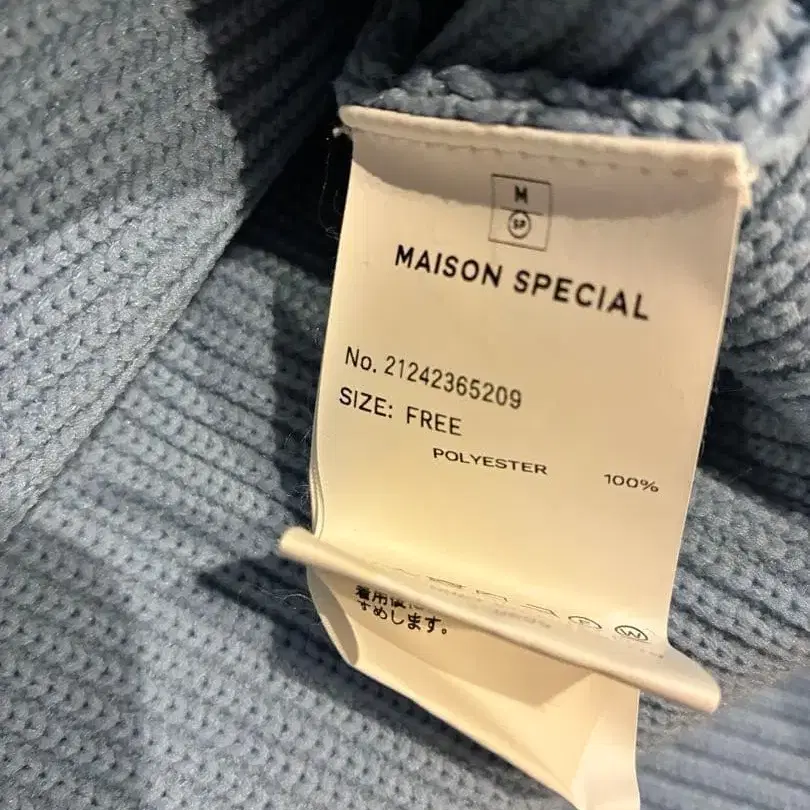 M
SP
MAISON SPECIAL
No. 21242365209
SIZE: FREE
POLYESTER 100%
着用後に
すめします。
W